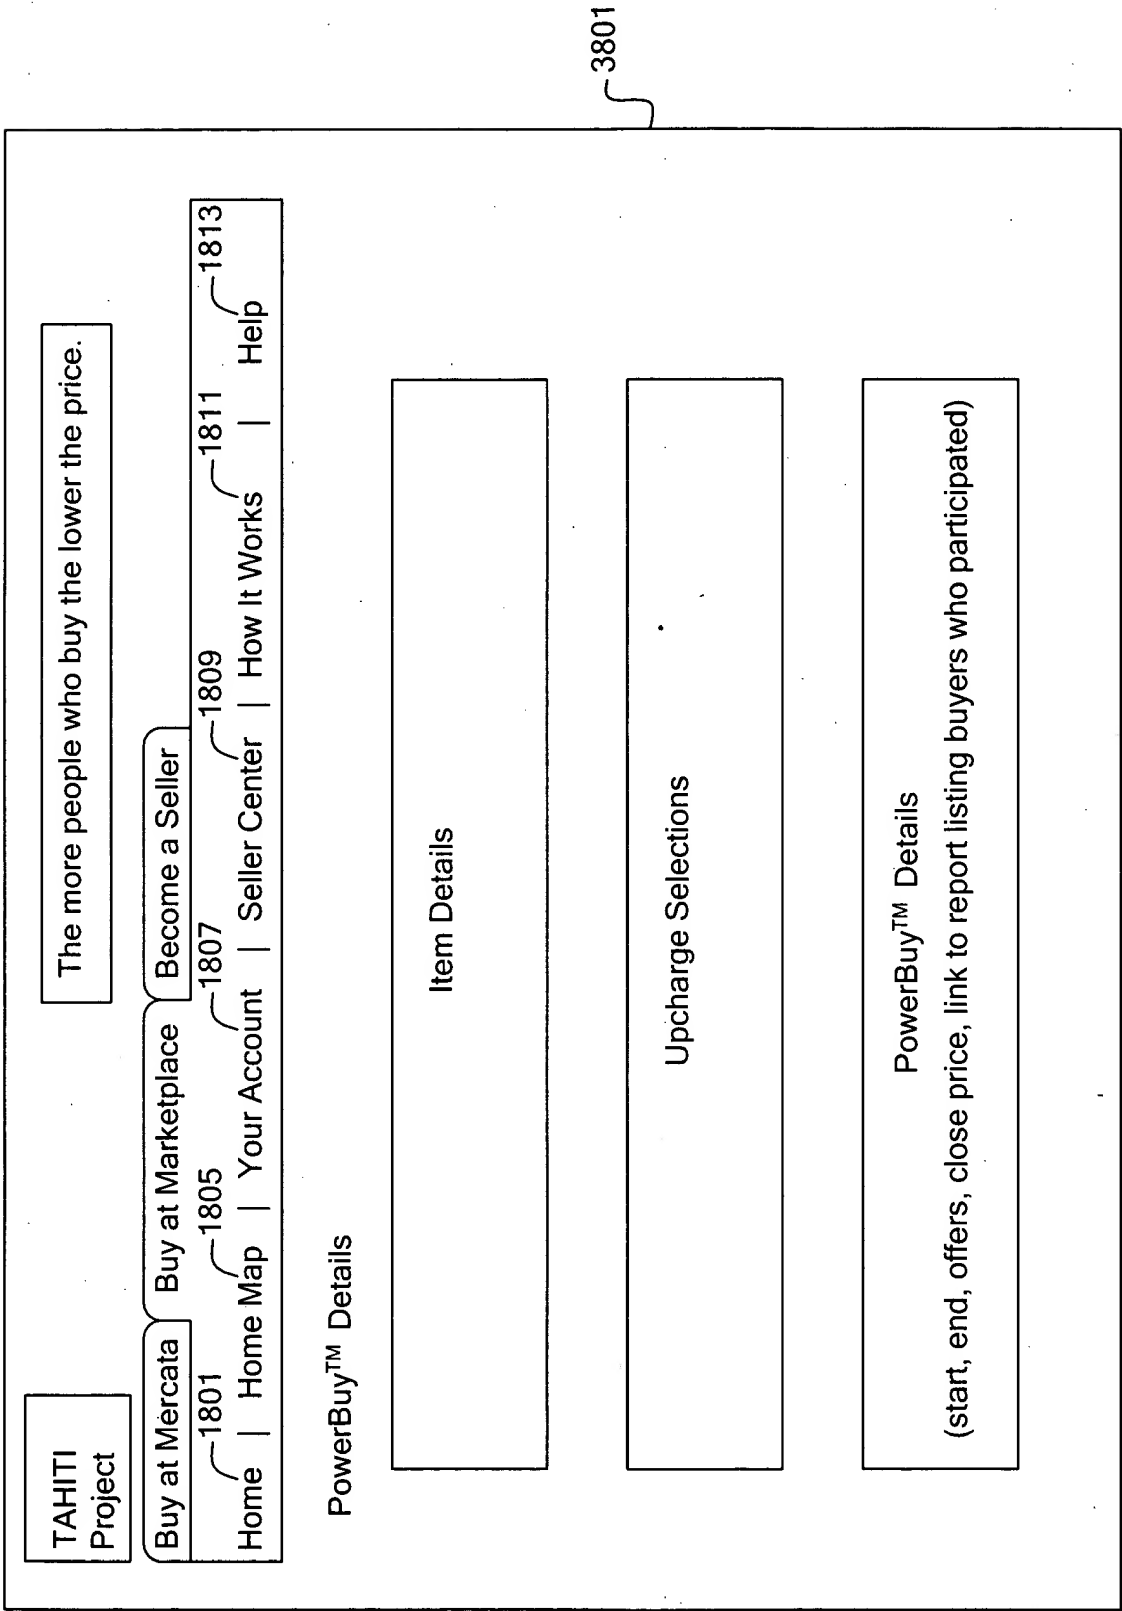 TAHITI
Project
The more people who buy the lower the price.
Buy at Mercata Buy at Marketplace Become a Seller
1801 1805 1807 1809 1811 1813
Home | Home Map | Your Account | Seller Center | How It Works | Help
PowerBuy™ Details
Item Details
Upcharge Selections
PowerBuy™ Details
(start, end, offers, close price, link to report listing buyers who participated)
3801